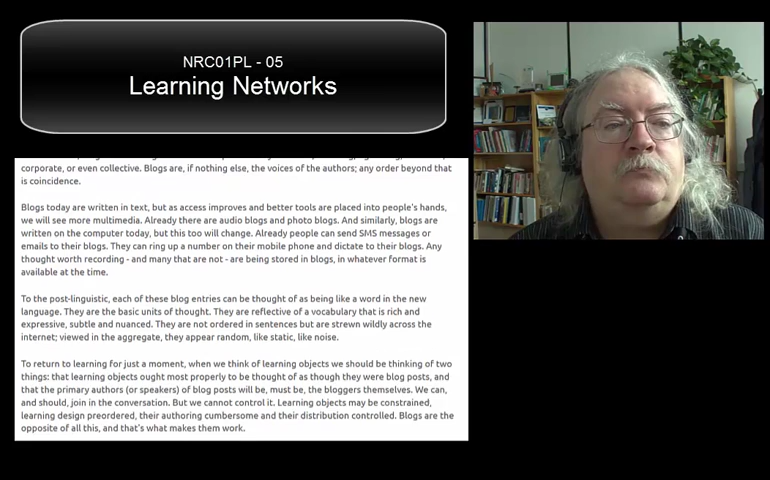 NRC01PL - 05
Learning Networks
corporate, or even collective. Blogs are, if nothing else, the voices of the authors; any order beyond that
is coincidence.
Blogs today are written in text, but as access improves and better tools are placed into people's hands,
we will see more multimedia. Already there are audio blogs and photo blogs. And similarly, blogs are
written on the computer today, but this too will change. Already people can send SMS messages or
emails to their blogs. They can ring up a number on their mobile phone and dictate to their blogs. Any
thought worth recording - and many that are not - are being stored in blogs, in whatever format is
available at the time.
To the post-linguistic, each of these blog entries can be thought of as being like a word in the new
language. They are the basic units of thought. They are reflective of a vocabulary that is rich and
expressive, subtle and nuanced. They are not ordered in sentences but are strewn wildly across the
internet; viewed in the aggregate, they appear random, like static, like noise.
To return to learning for just a moment, when we think of learning objects we should be thinking of two
things: that learning objects ought most properly to be thought of as though they were blog posts, and
that the primary authors (or speakers) of blog posts will be, must be, the bloggers themselves. We can,
and should, join in the conversation. But we cannot control it. Learning objects may be constrained,
learning design preordered, their authoring cumbersome and their distribution controlled. Blogs are the
opposite of all this, and that's what makes them work.